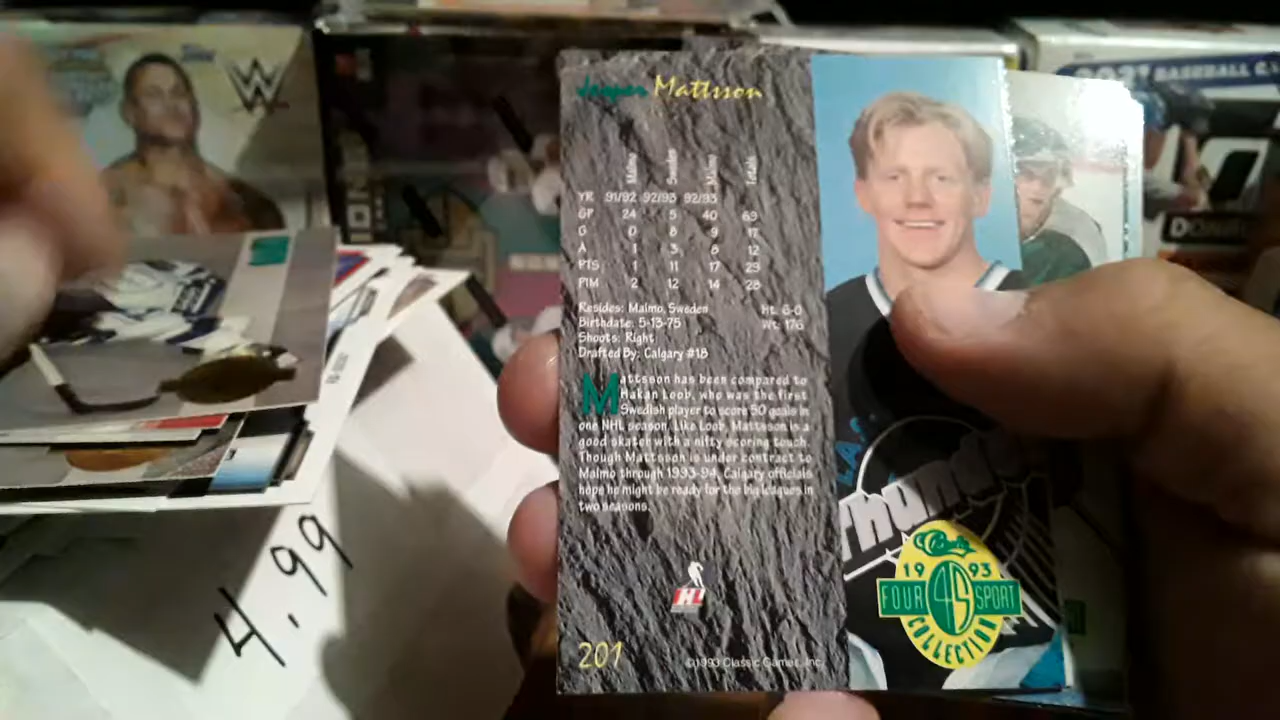 Jesper Mattsson
Malmo Sweden Malmo Totals
YR 91/92 92/93 92/93
GP 24 5 40 69
G 0 8 9 17
A 1 3 8 12
PTS 1 11 17 29
PIM 2 12 14 28
Resides: Malmo, Sweden Ht. 6-0
Birthdate: 5-13-75 Wt. 176
Shoots: Right
Drafted By: Calgary #18
Mattsson has been compared to
Hakan Loob, who was the first
Swedish player to score 50 goals in
one NHL season. Like Loob, Mattsson is a
good skater with a nifty scoring touch.
Though Mattsson is under contract to
Malmo through 1993-94, Calgary officials
hope he might be ready for the big leagues in
two seasons.
H
201
©1993 Classic Games, Inc.
Classic
1993
4S
FOUR SPORT
COLLECTION
4.99
topps
W
BASEBALL